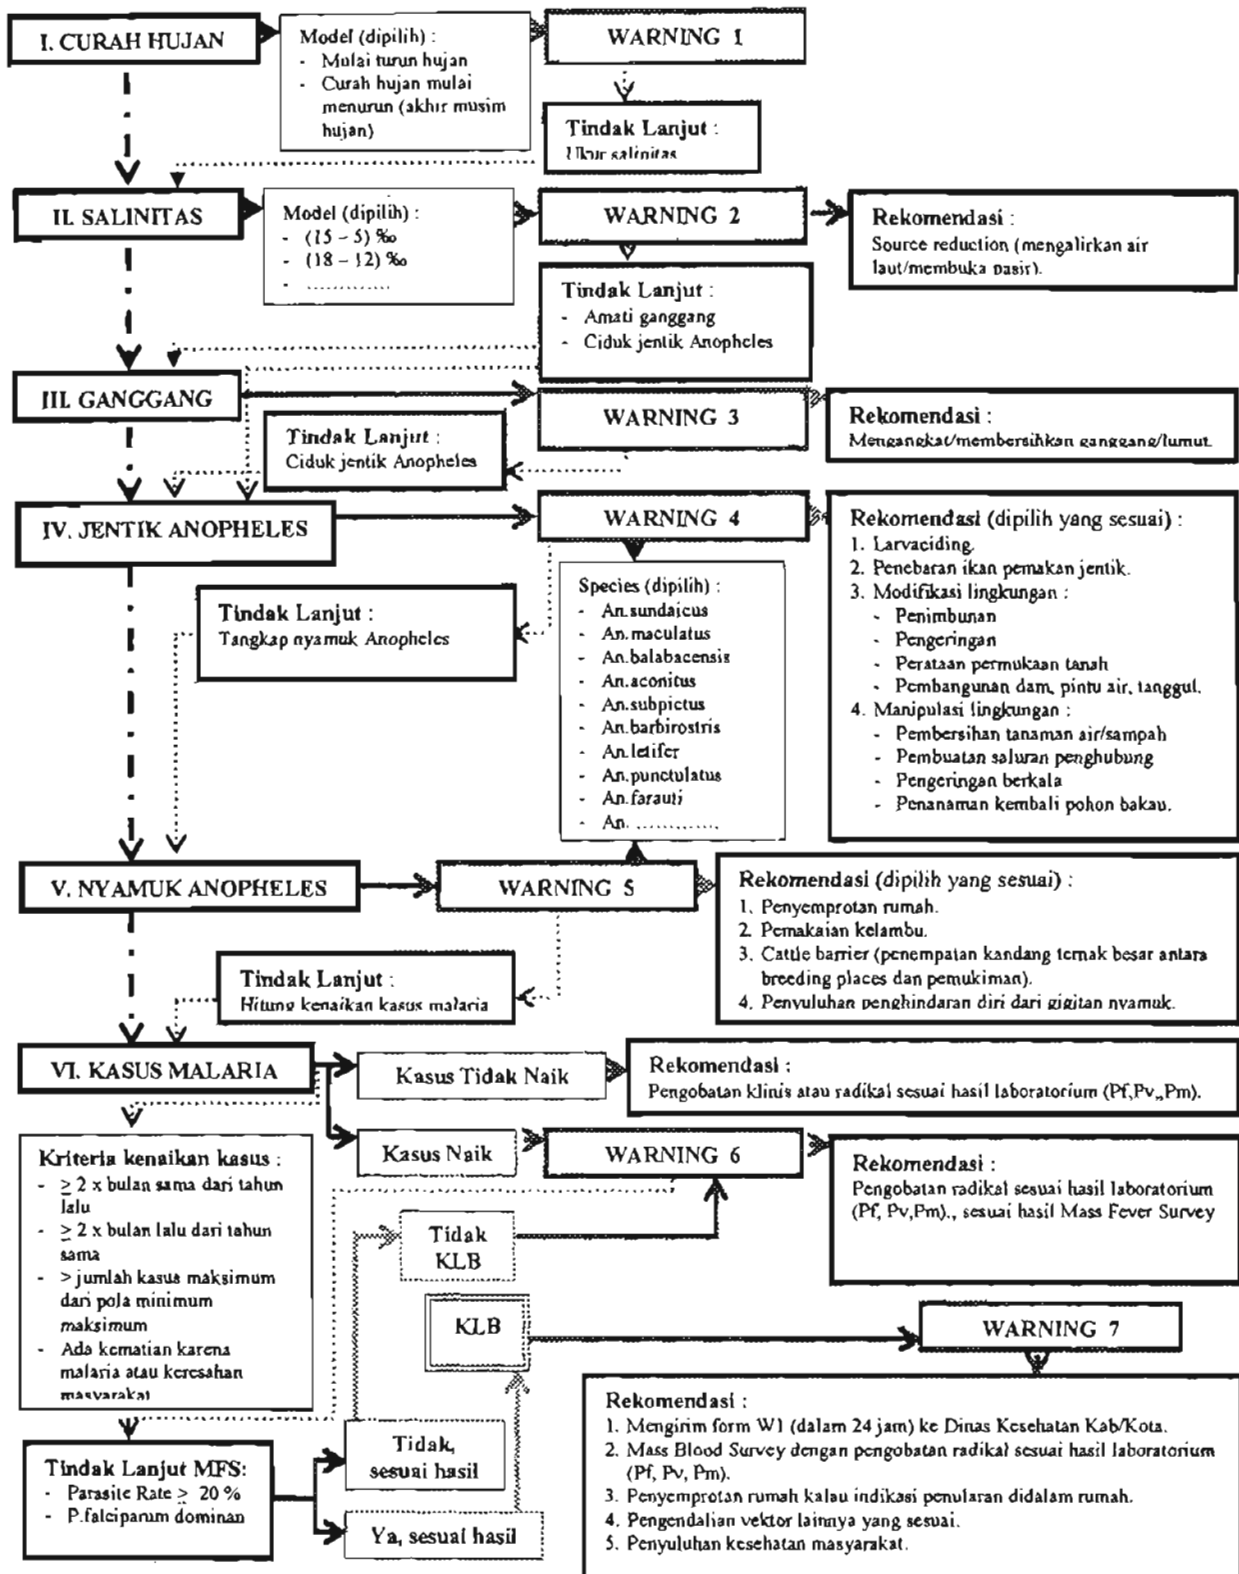 I. CURAH HUJAN
Model (dipilih) :
- Mulai turun hujan
- Curah hujan mulai
menurun (akhir musim
hujan)
WARNING 1
Tindak Lanjut :
Ukur salinitas
II. SALINITAS
Model (dipilih) :
- (15 – 5) ‰
- (18 – 12) ‰
- ............
WARNING 2
Rekomendasi :
Source reduction (mengalirkan air
laut/membuka pasir).
Tindak Lanjut :
- Amati ganggang
- Ciduk jentik Anopheles
III. GANGGANG
WARNING 3
Rekomendasi :
Mengangkat/membersihkan ganggang/lumut.
Tindak Lanjut :
Ciduk jentik Anopheles
IV. JENTIK ANOPHELES
WARNING 4
Rekomendasi (dipilih yang sesuai) :
1. Larvaciding.
2. Penebaran ikan pemakan jentik.
3. Modifikasi lingkungan :
- Penimbunan
- Pengeringan
- Perataan permukaan tanah
- Pembangunan dam, pintu air, tanggul.
4. Manipulasi lingkungan :
- Pembersihan tanaman air/sampah
- Pembuatan saluran penghubung
- Pengeringan berkala
- Penanaman kembali pohon bakau.
Species (dipilih) :
- An.sundaicus
- An.maculatus
- An.balabacensis
- An.aconitus
- An.subpictus
- An.barbirostris
- An.letifer
- An.punctulatus
- An.farauti
- An. ...............
Tindak Lanjut :
Tangkap nyamuk Anopheles
V. NYAMUK ANOPHELES
WARNING 5
Rekomendasi (dipilih yang sesuai) :
1. Penyemprotan rumah.
2. Pemakaian kelambu.
3. Cattle barrier (penempatan kandang ternak besar antara
breeding places dan pemukiman).
4. Penyuluhan penghindaran diri dari gigitan nyamuk.
Tindak Lanjut :
Hitung kenaikan kasus malaria
VI. KASUS MALARIA
Kasus Tidak Naik
Rekomendasi :
Pengobatan klinis atau radikal sesuai hasil laboratorium (Pf,Pv,,Pm).
Kasus Naik
WARNING 6
Rekomendasi :
Pengobatan radikal sesuai hasil laboratorium
(Pf, Pv,Pm)., sesuai hasil Mass Fever Survey
Kriteria kenaikan kasus :
- ≥ 2 x bulan sama dari tahun
lalu
- ≥ 2 x bulan lalu dari tahun
sama
- > jumlah kasus maksimum
dari pola minimum
maksimum
- Ada kematian karena
malaria atau keresahan
masyarakat
Tidak
KLB
KLB
WARNING 7
Rekomendasi :
1. Mengirim form W1 (dalam 24 jam) ke Dinas Kesehatan Kab/Kota.
2. Mass Blood Survey dengan pengobatan radikal sesuai hasil laboratorium
(Pf, Pv, Pm).
3. Penyemprotan rumah kalau indikasi penularan didalam rumah.
4. Pengendalian vektor lainnya yang sesuai.
5. Penyuluhan kesehatan masyarakat.
Tindak Lanjut MFS:
- Parasite Rate ≥ 20 %
- P.falciparum dominan
Tidak,
sesuai hasil
Ya, sesuai hasil